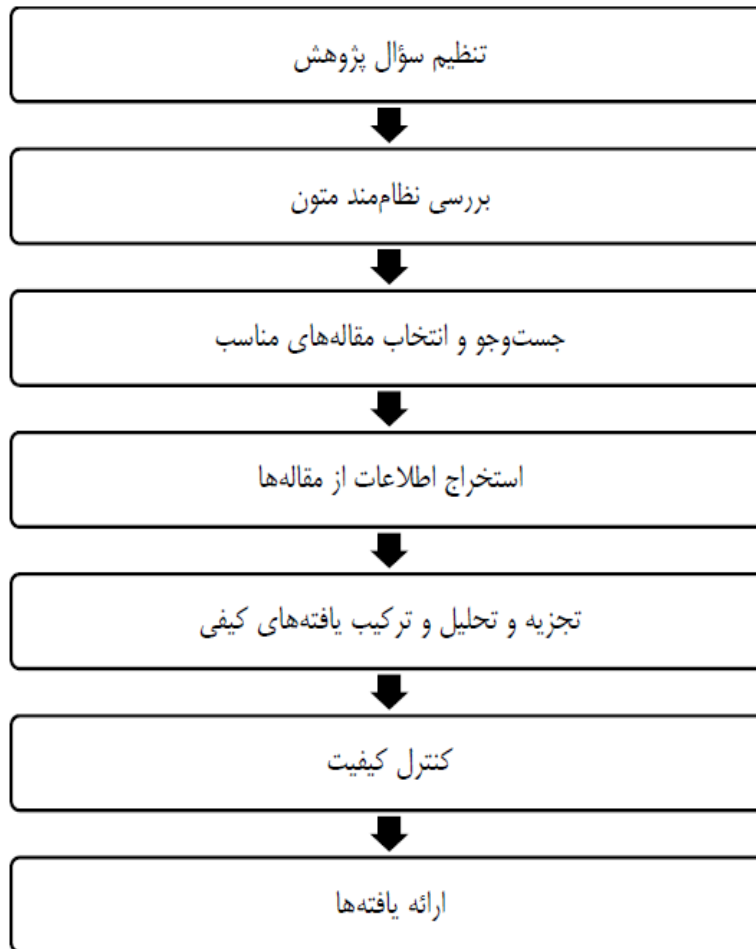 تنظیم سؤال پژوهش
بررسی نظام‌مند متون
جست‌وجو و انتخاب مقاله‌های مناسب
استخراج اطلاعات از مقاله‌ها
تجزیه و تحلیل و ترکیب یافته‌های کیفی
کنترل کیفیت
ارائه یافته‌ها